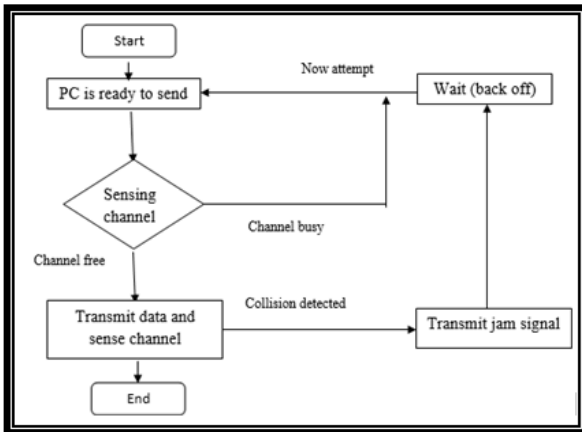 Start
Now attempt
PC is ready to send
Wait (back off)
Sensing
channel
Channel busy
Channel free
Collision detected
Transmit data and
sense channel
Transmit jam signal
End